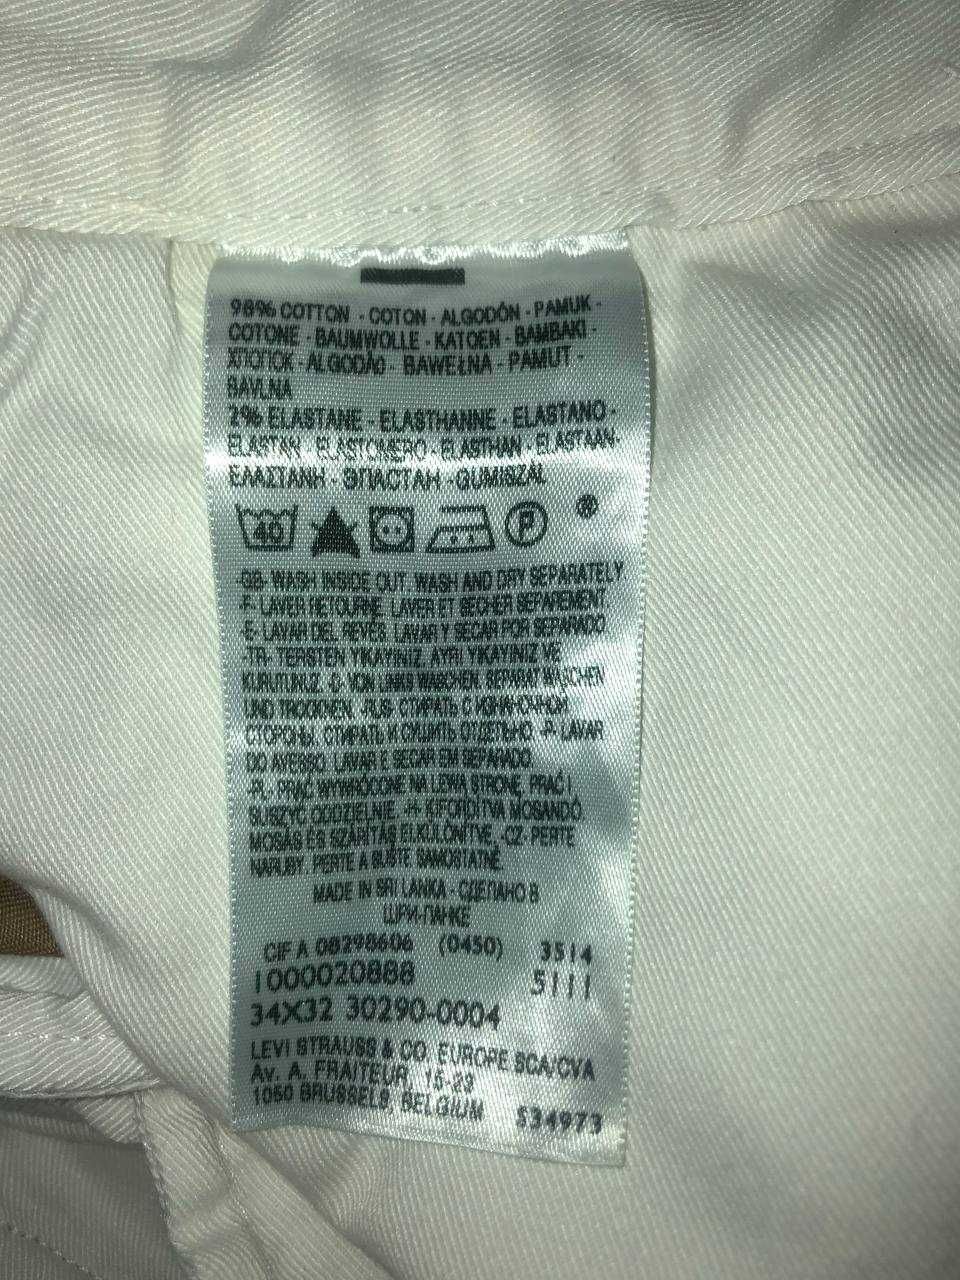 98% COTTON - COTON - ALGODÓN - PAMUK -
COTONE - BAUMWOLLE - KATOEN - BAMBAKI -
ХЛОПОК - ALGODÃO - BAWEŁNA - PAMUT -
BAVLNA
2% ELASTANE - ELASTHANNE - ELASTANO -
ELASTAN - ELASTOMERO - ELASTHAN - ELASTAAN-
ΕΛΑΣΤΑΝΗ - ЭЛАСТАН -GUMISZÁL
40 P ®
-GB- WASH INSIDE OUT. WASH AND DRY SEPARATELY
-F- LAVER RETOURNE. LAVER ET SECHER SEPAREMENT.
-E- LAVAR DEL REVÉS. LAVAR Y SECAR POR SEPARADO
-TR- TERSTEN YIKAYINIZ. AYRI YIKAYINIZ VE
KURUTUNUZ. -D- VON LINKS WASCHEN. SEPARAT WASCHEN
UND TROCKNEN. -RUS- СТИРАТЬ С ИЗНАНОЧНОЙ
СТОРОНЫ. СТИРАТЬ И СУШИТЬ ОТДЕЛЬНО -P- LAVAR
DO AVESSO. LAVAR E SECAR EM SEPARADO.
-PL- PRAĆ WYWRÓCONE NA LEWĄ STRONĘ, PRAĆ I
SUSZYĆ ODDZIELNIE. -H- KIFORDÍTVA MOSANDÓ.
MOSÁS ÉS SZÁRÍTÁS ELKÜLÖNÍTVE, -CZ- PERTE
NARUBY. PERTE A SUŠTE SAMOSTATNĚ.
MADE IN SRI LANKA - СДЕЛАНО В
ШРИ-ЛАНКЕ
CIF A 08298606 (0450) 3514
1000020888 5111
34X32 30290-0004
LEVI STRAUSS & CO. EUROPE SCA/CVA
Av. A. FRAITEUR, 15-23
1050 BRUSSELS, BELGIUM S34973